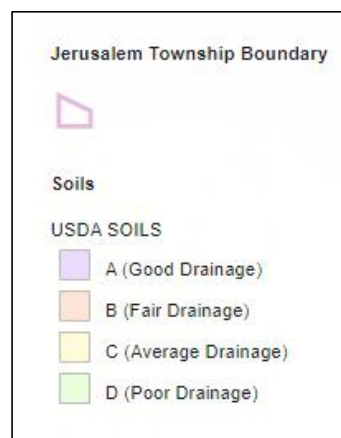 Jerusalem Township Boundary
Soils
USDA SOILS
A (Good Drainage)
B (Fair Drainage)
C (Average Drainage)
D (Poor Drainage)